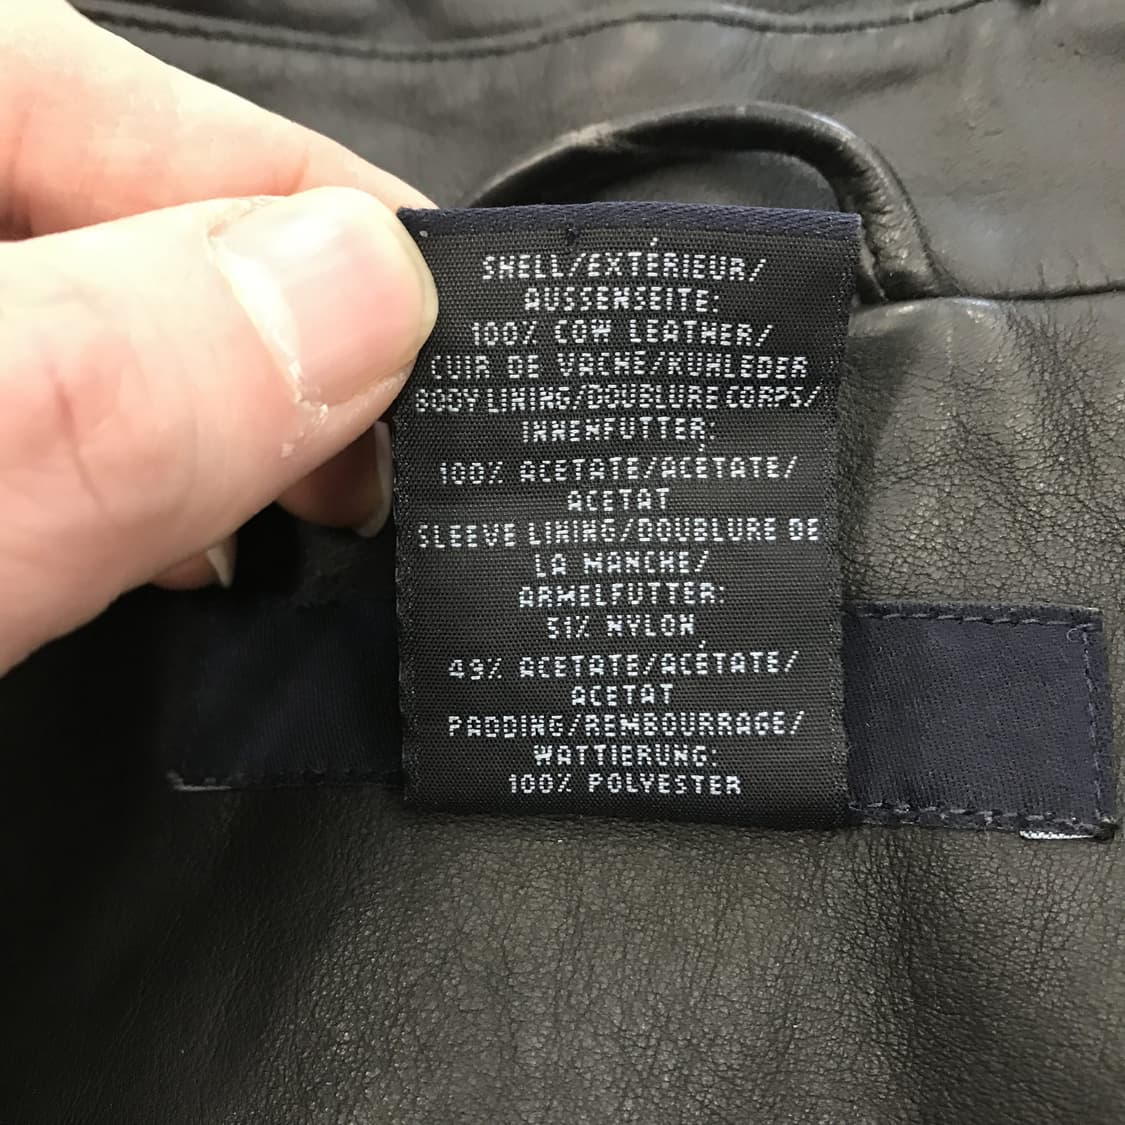 SHELL/EXTÉRIEUR/
AUSSENSEITE:
100% COW LEATHER/
CUIR DE VACHE/KUHLEDER
BODY LINING/DOUBLURE CORPS/
INNENFUTTER:
100% ACETATE/ACÉTATE/
ACETAT
SLEEVE LINING/DOUBLURE DE
LA MANCHE/
ARMELFUTTER:
51% NYLON
49% ACETATE/ACÉTATE/
ACETAT
PADDING/REMBOURRAGE/
WATTIERUNG:
100% POLYESTER